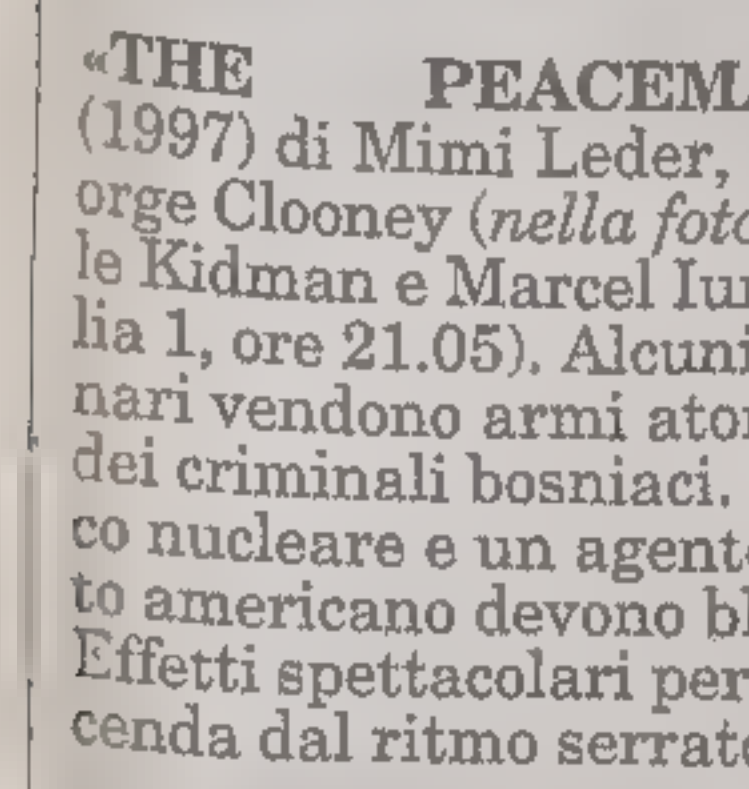 «THE PEACEM
(1997) di Mimi Leder,
orge Clooney (nella foto
le Kidman e Marcel Iur
lia 1, ore 21.05). Alcuni
nari vendono armi ato
dei criminali bosniaci.
co nucleare e un agent
to americano devono bl
Effetti spettacolari per
cenda dal ritmo serrat